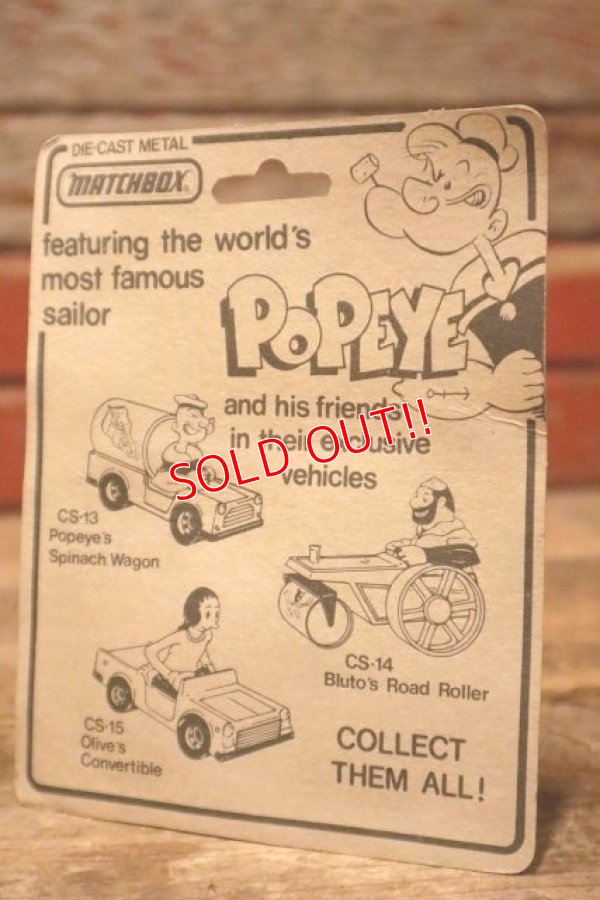 DIE-CAST METAL
MATCHBOX
featuring the world's
most famous
sailor
POPEYE
and his friends
in their exclusive
vehicles
SOLD OUT!!
CS-13
Popeye's
Spinach Wagon
CS-14
Bluto's Road Roller
CS-15
Olive's
Convertible
COLLECT
THEM ALL!